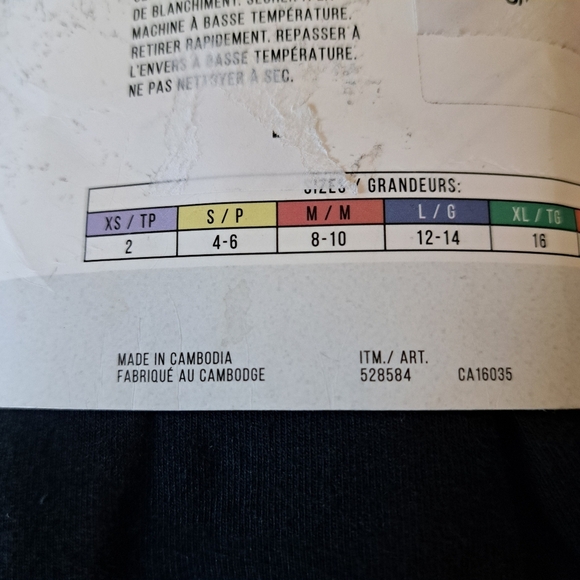 DE BLANCHIMENT.
MACHINE À BASSE TEMPÉRATURE.
RETIRER RAPIDEMENT. REPASSER À
L'ENVERS À BASSE TEMPÉRATURE.
NE PAS NETTOYER À SEC.
SIZES / GRANDEURS:
XS / TP S / P M / M L / G XL / TG
2 4-6 8-10 12-14 16
MADE IN CAMBODIA
FABRIQUÉ AU CAMBODGE
ITM./ ART.
528584 CA16035